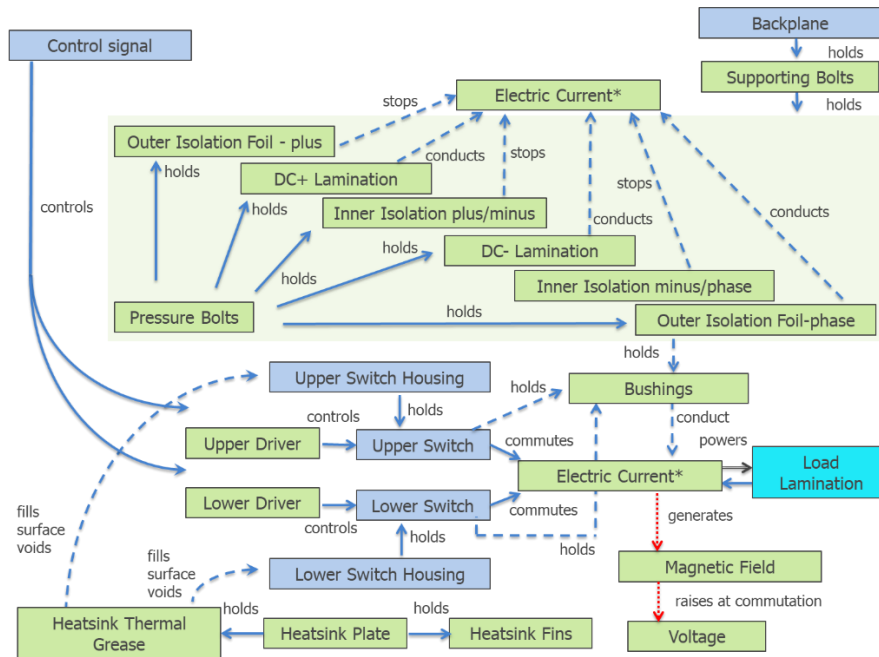 Control signal
Backplane
holds
Supporting Bolts
holds
Electric Current*
stops
Outer Isolation Foil - plus
conducts
stops
holds
DC+ Lamination
stops
controls
holds
Inner Isolation plus/minus
conducts
conducts
holds
DC- Lamination
holds
Inner Isolation minus/phase
Pressure Bolts
holds
Outer Isolation Foil-phase
holds
Upper Switch Housing
holds
Bushings
controls
holds
conduct
Upper Driver
Upper Switch
commutes
powers
Electric Current*
Load
Lamination
Lower Driver
Lower Switch
commutes
fills
surface
voids
controls
holds
holds
generates
fills
surface
voids
Lower Switch Housing
Magnetic Field
raises at commutation
Heatsink Thermal
Grease
holds
Heatsink Plate
holds
Heatsink Fins
Voltage